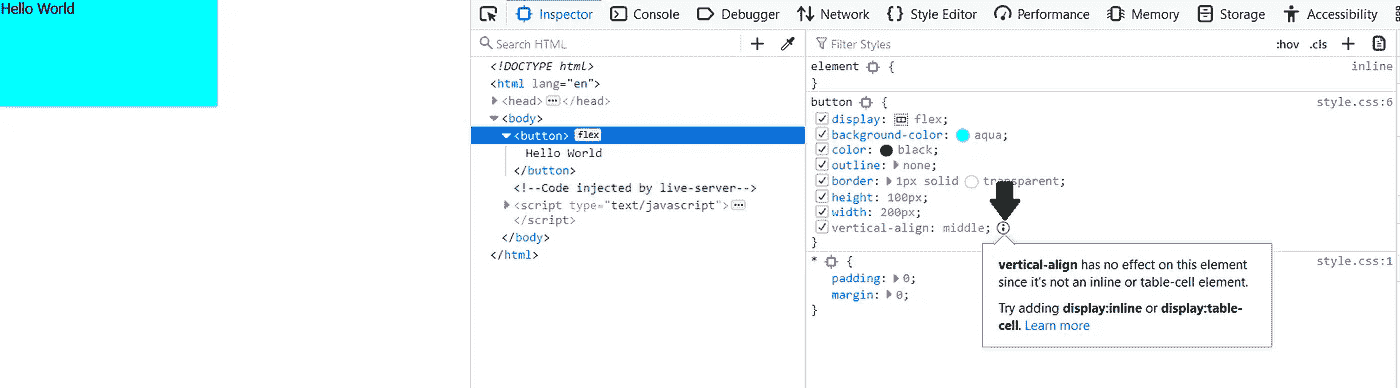 Hello World
Inspector Console Debugger Network Style Editor Performance Memory Storage Accessibility
Search HTML
<!DOCTYPE html>
<html lang="en">
<head> </head>
<body>
<button> flex
Hello World
</button>
<!--Code injected by live-server-->
<script type="text/javascript">
</script>
</body>
</html>
Filter Styles :hov .cls
element { inline
}
button { style.css:6
display: flex;
background-color: aqua;
color: black;
outline: none;
border: 1px solid transparent;
height: 100px;
width: 200px;
vertical-align: middle;
}
* { style.css:1
padding: 0;
margin: 0;
}
vertical-align has no effect on this element
since it's not an inline or table-cell element.
Try adding display:inline or display:table-
cell. Learn more